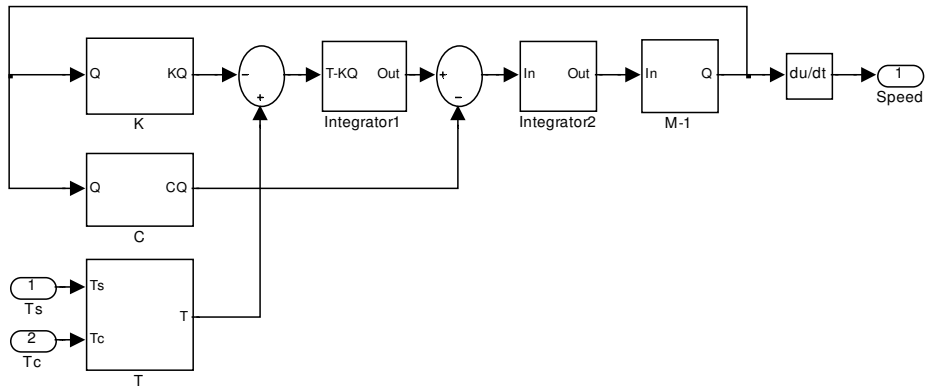 Q KQ
K
−
+
T-KQ Out
Integrator1
+
−
In Out
Integrator2
In Q
M-1
du/dt
1
Speed
Q CQ
C
1
Ts
2
Tc
Ts
T
Tc
T